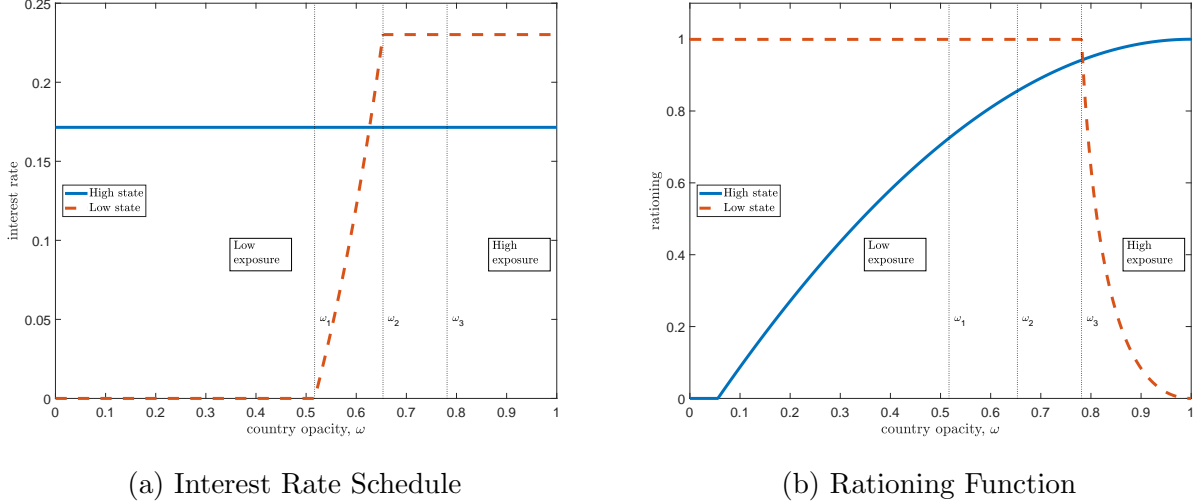 0.25
0.2
0.15
0.1
0.05
0
interest rate
High state
Low state
Low
exposure
High
exposure
ω1
ω2
ω3
0 0.1 0.2 0.3 0.4 0.5 0.6 0.7 0.8 0.9 1
country opacity, ω
(a) Interest Rate Schedule
1
0.8
0.6
0.4
0.2
0
rationing
High state
Low state
Low
exposure
High
exposure
ω1
ω2
ω3
0 0.1 0.2 0.3 0.4 0.5 0.6 0.7 0.8 0.9 1
country opacity, ω
(b) Rationing Function